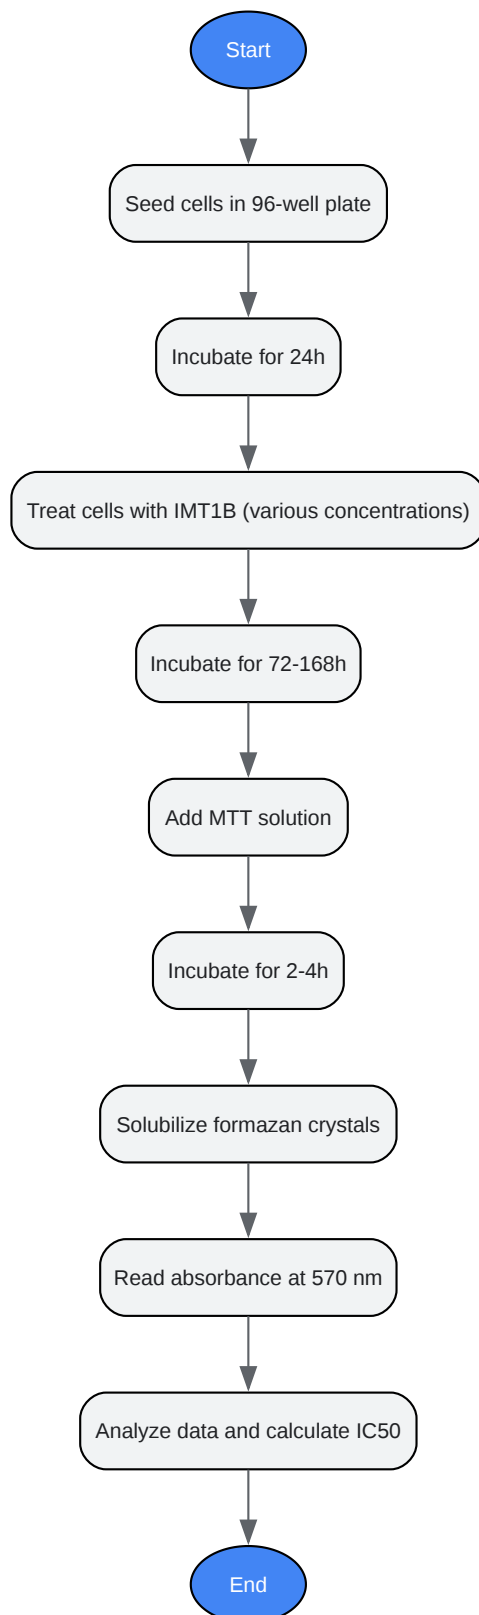 Start
Seed cells in 96-well plate
Incubate for 24h
Treat cells with IMT1B (various concentrations)
Incubate for 72-168h
Add MTT solution
Incubate for 2-4h
Solubilize formazan crystals
Read absorbance at 570 nm
Analyze data and calculate IC50
End